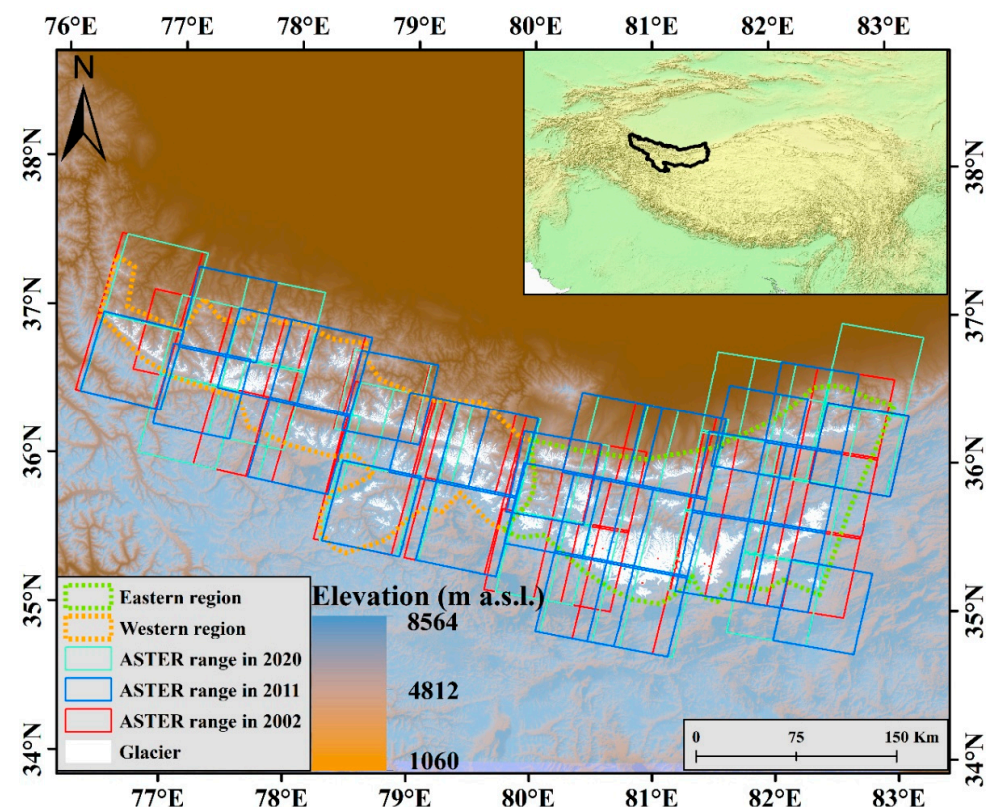 76°E 77°E 78°E 79°E 80°E 81°E 82°E 83°E
N
38°N
38°N
37°N
37°N
36°N
36°N
35°N
35°N
34°N
34°N
Eastern region
Western region
ASTER range in 2020
ASTER range in 2011
ASTER range in 2002
Glacier
Elevation (m a.s.l.)
8564
4812
1060
0 75 150 Km
77°E 78°E 79°E 80°E 81°E 82°E 83°E